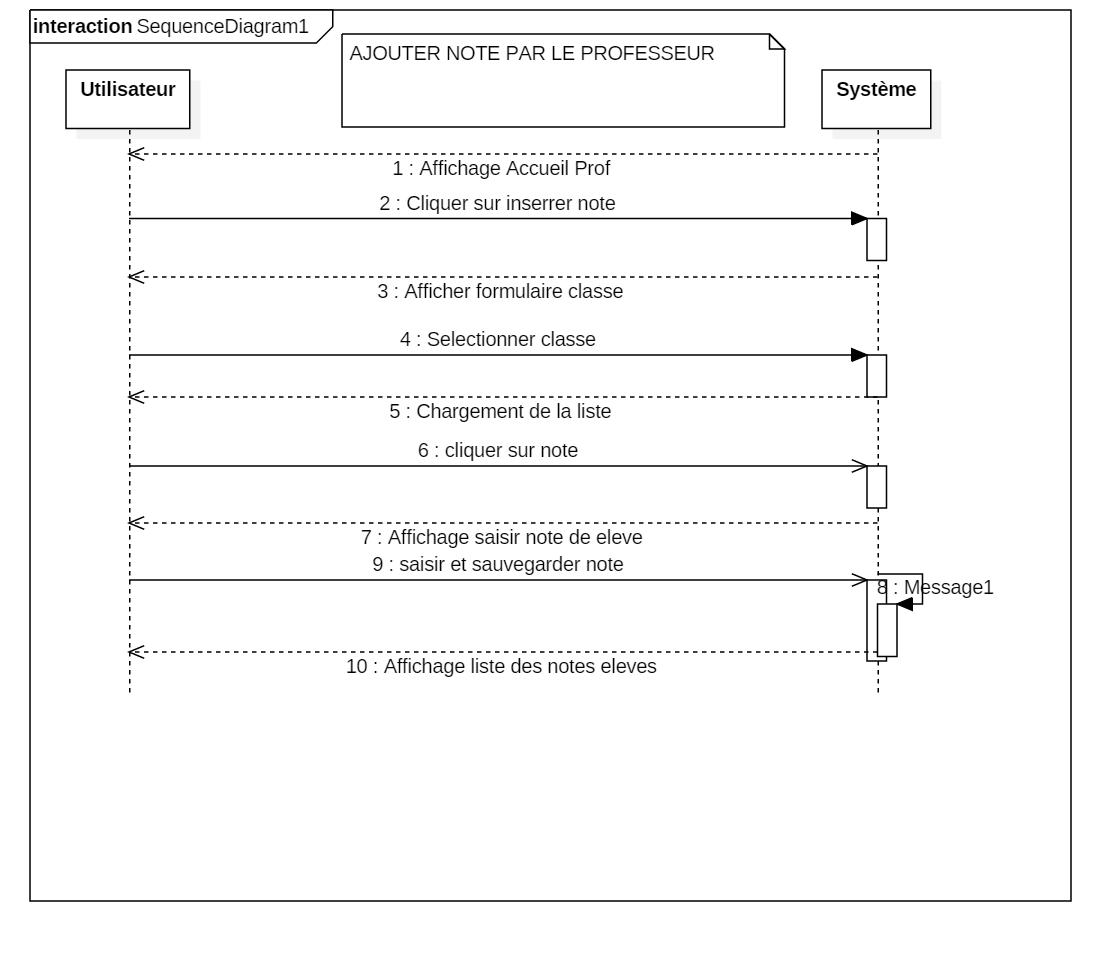 interaction SequenceDiagram1
AJOUTER NOTE PAR LE PROFESSEUR
Utilisateur
Système
1 : Affichage Accueil Prof
2 : Cliquer sur inserrer note
3 : Afficher formulaire classe
4 : Selectionner classe
5 : Chargement de la liste
6 : cliquer sur note
7 : Affichage saisir note de eleve
9 : saisir et sauvegarder note
8 : Message1
10 : Affichage liste des notes eleves